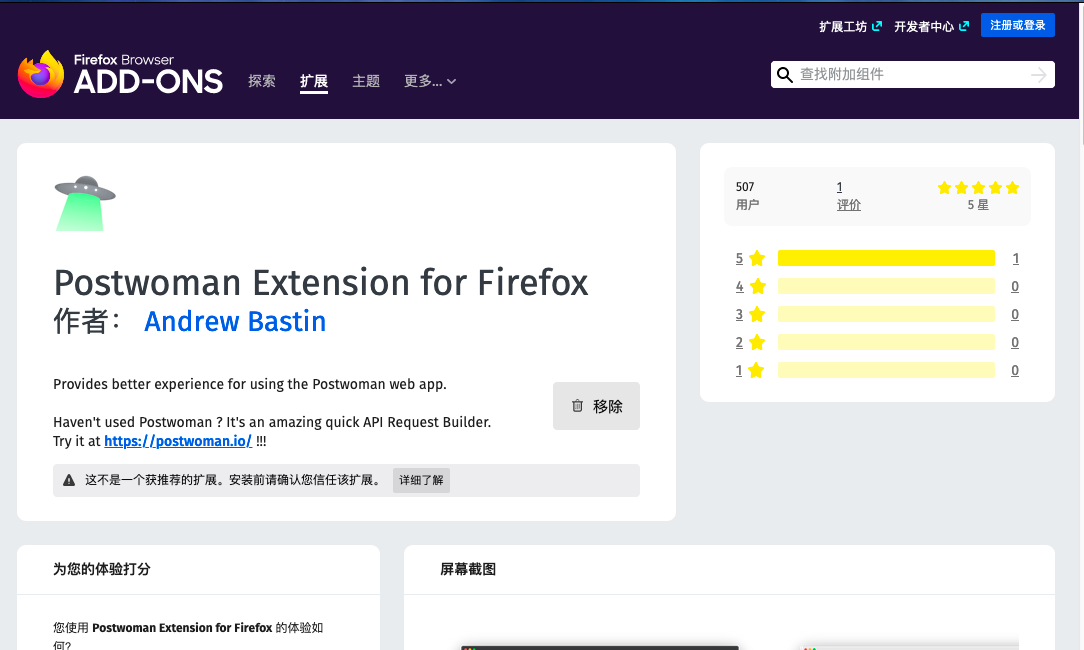 扩展工坊 开发者中心 注册或登录
Firefox Browser
ADD-ONS
探索 扩展 主题 更多...
查找附加组件
Postwoman Extension for Firefox
作者： Andrew Bastin
Provides better experience for using the Postwoman web app.
Haven't used Postwoman ? It's an amazing quick API Request Builder.
Try it at https://postwoman.io/ !!!
移除
这不是一个获推荐的扩展。安装前请确认您信任该扩展。 详细了解
507 1
用户 评价 5 星
5 1
4 0
3 0
2 0
1 0
为您的体验打分
您使用 Postwoman Extension for Firefox 的体验如
何?
屏幕截图